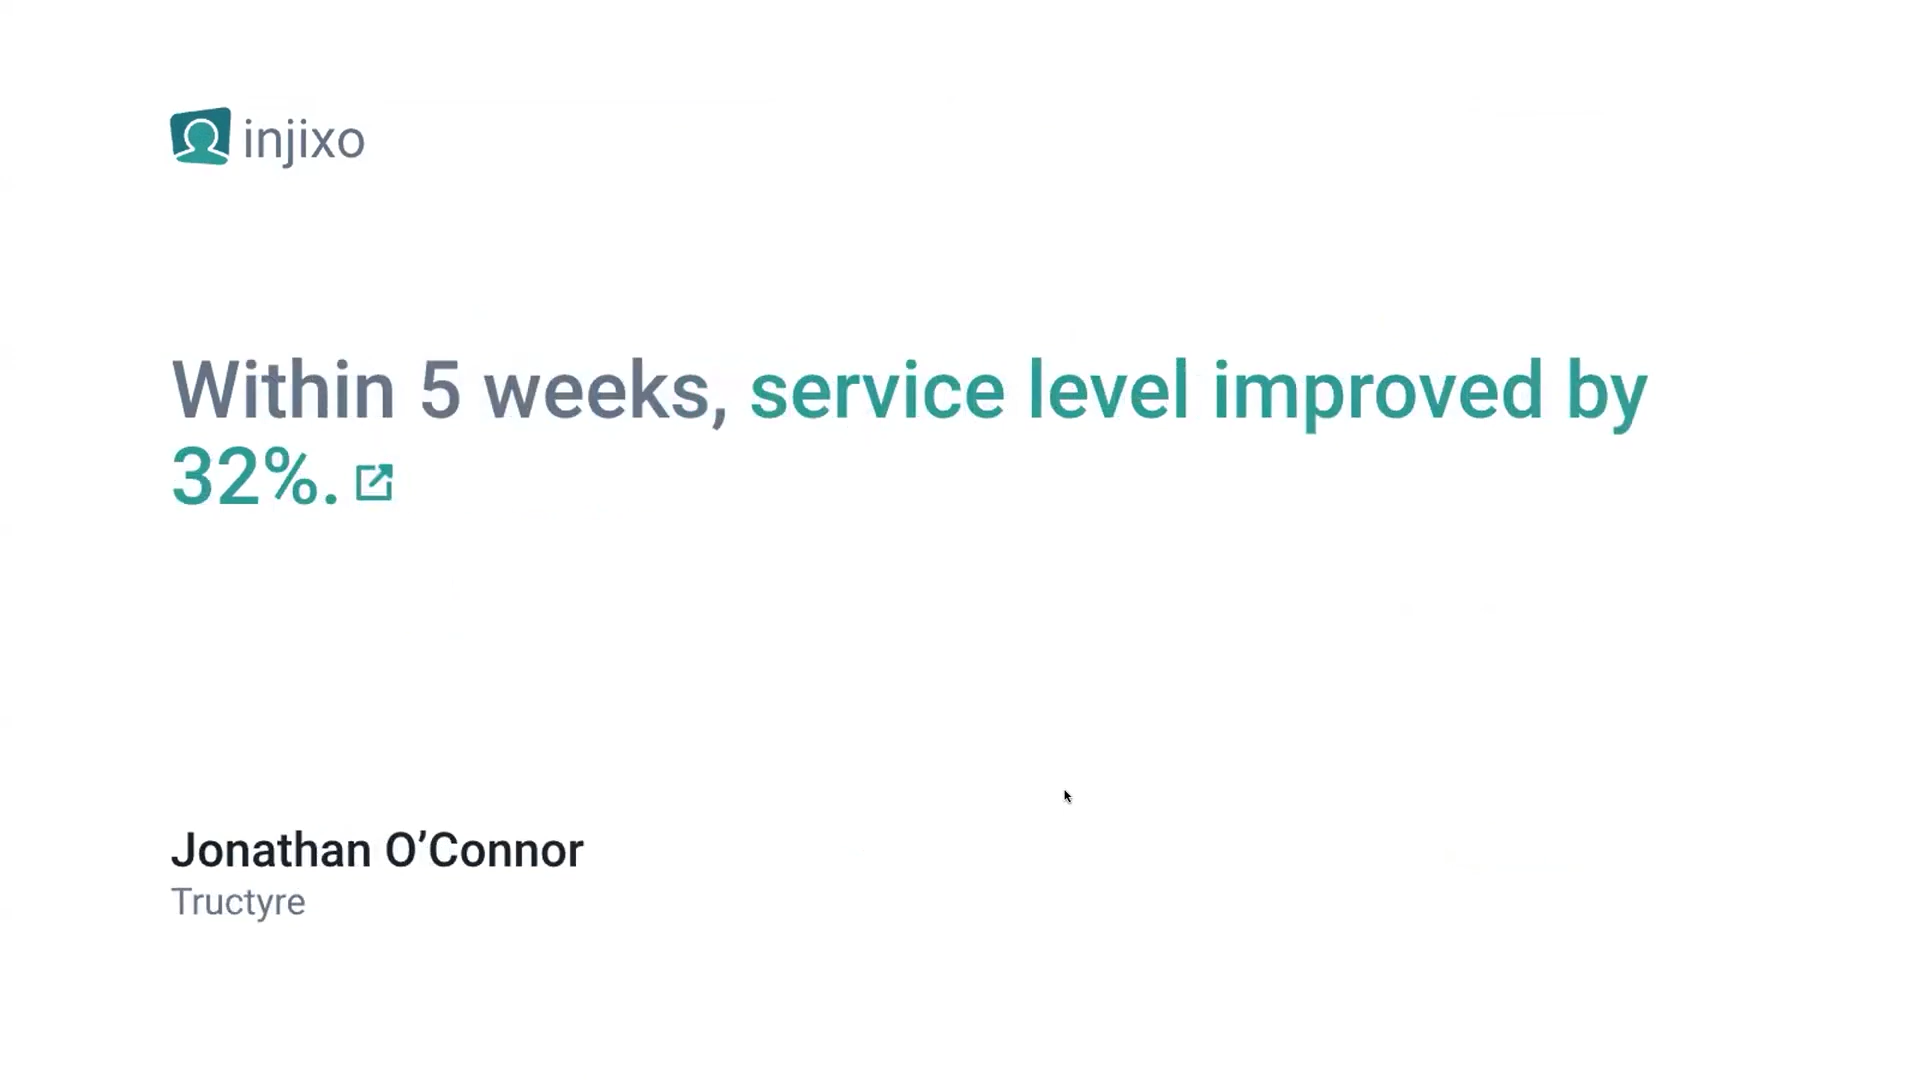 injixo
Within 5 weeks, service level improved by
32%.
Jonathan O’Connor
Tructyre